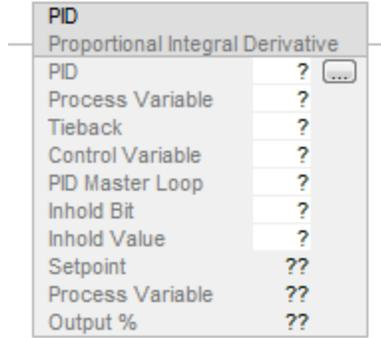 PID
Proportional Integral Derivative
PID ? ...
Process Variable ?
Tieback ?
Control Variable ?
PID Master Loop ?
Inhold Bit ?
Inhold Value ?
Setpoint ??
Process Variable ??
Output % ??